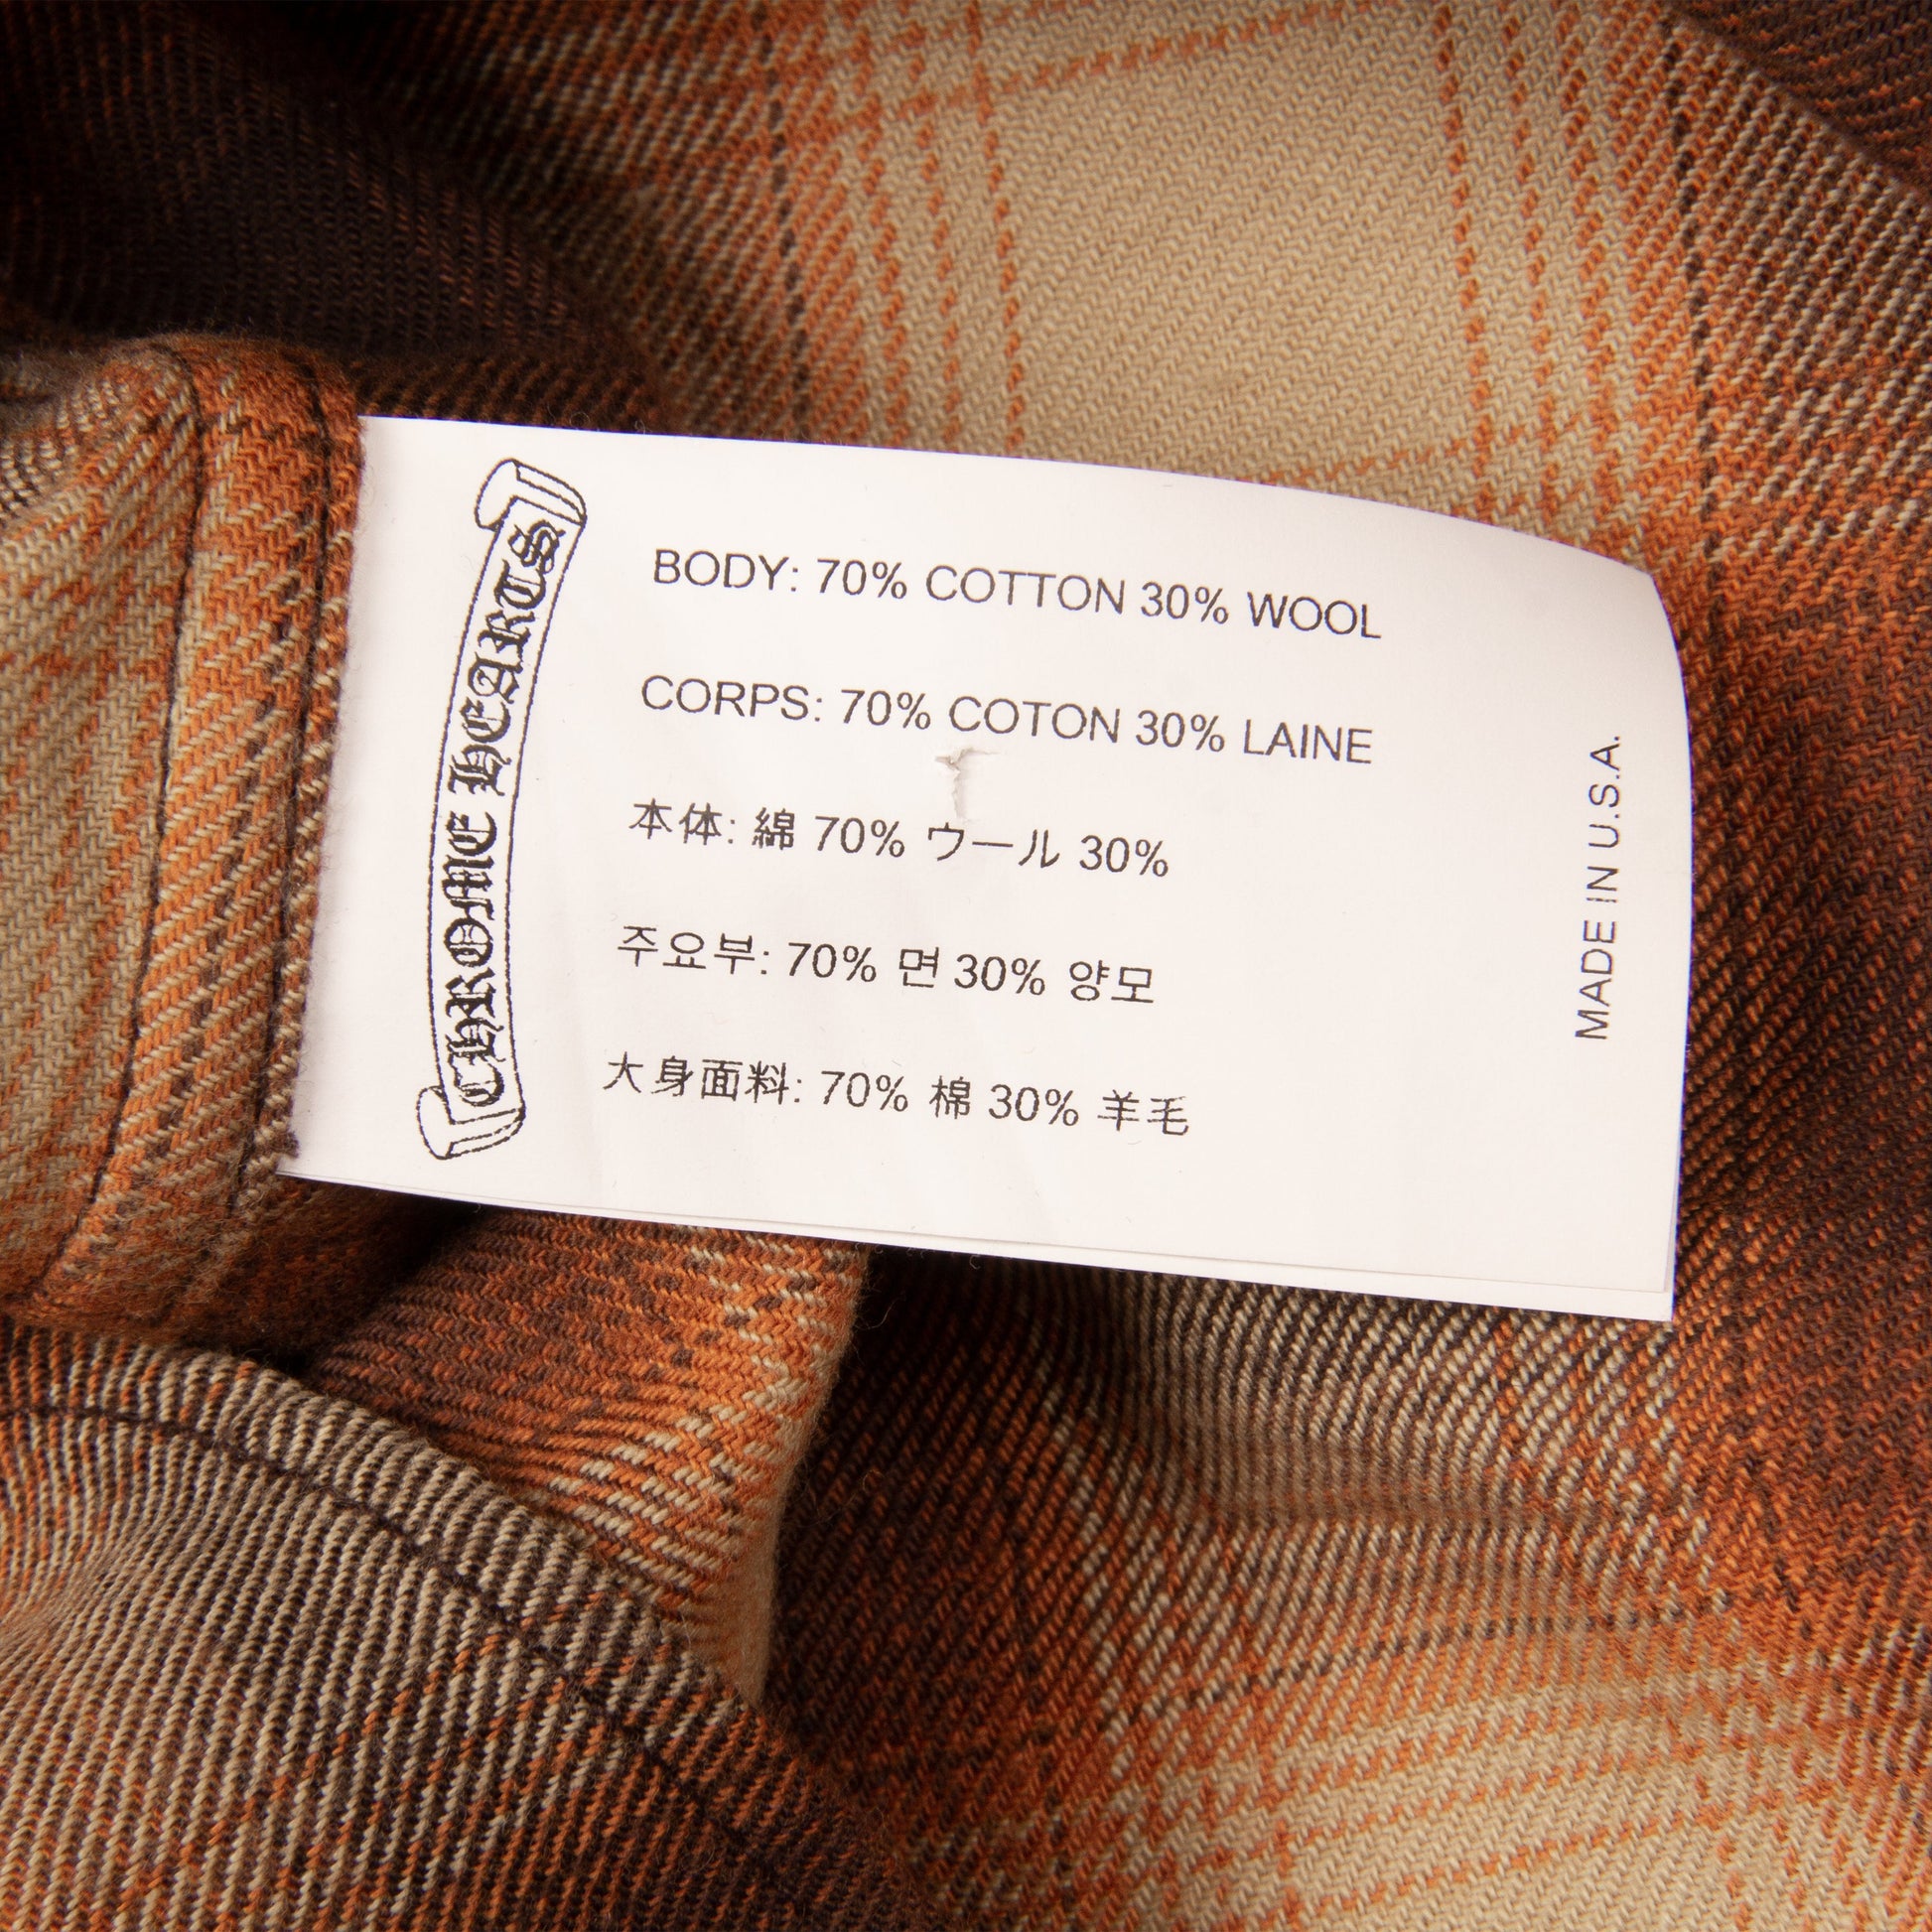 CHROME HEARTS
BODY: 70% COTTON 30% WOOL
CORPS: 70% COTON 30% LAINE
本体: 綿 70% ウール 30%
주요부: 70% 면 30% 양모
大身面料: 70% 棉 30% 羊毛
MADE IN U.S.A.